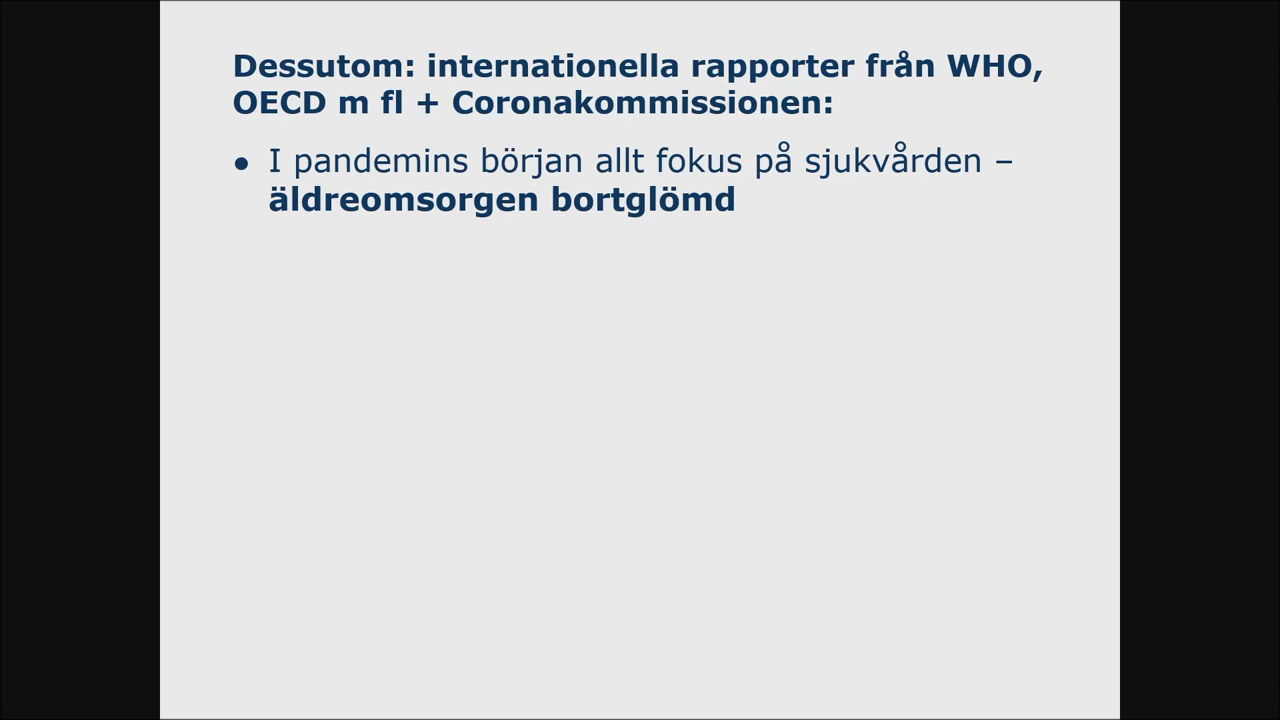 Dessutom: internationella rapporter från WHO,
OECD m fl + Coronakommissionen:
● I pandemins början allt fokus på sjukvården –
äldreomsorgen bortglömd